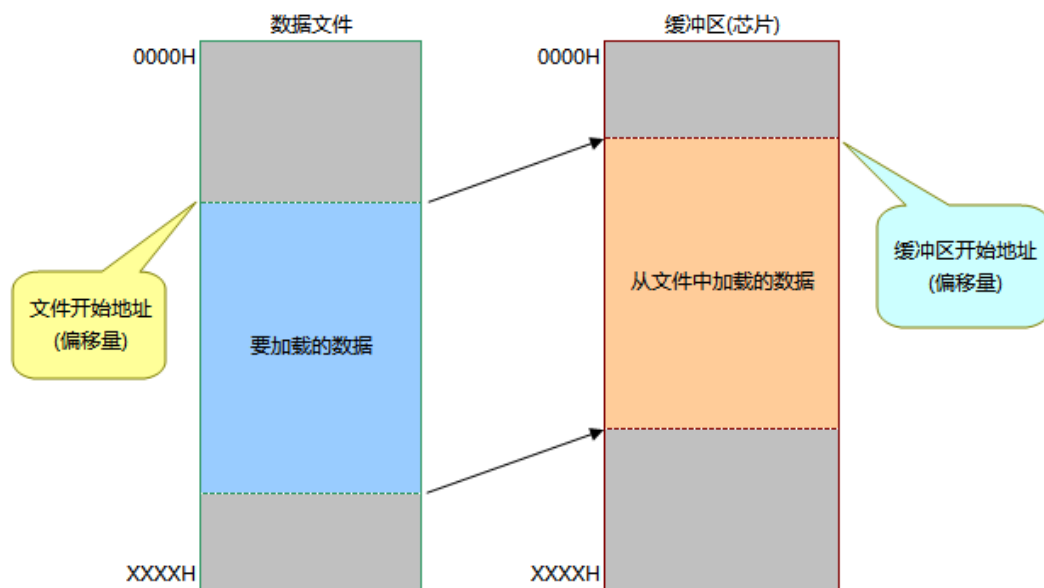 数据文件
缓冲区(芯片)
0000H
0000H
文件开始地址
(偏移量)
要加载的数据
从文件中加载的数据
缓冲区开始地址
(偏移量)
XXXXH
XXXXH